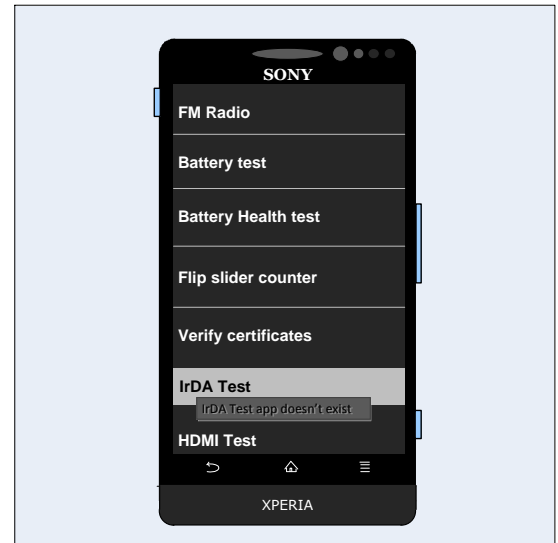 SONY
FM Radio
Battery test
Battery Health test
Flip slider counter
Verify certificates
IrDA Test
IrDA Test app doesn't exist
HDMI Test
XPERIA